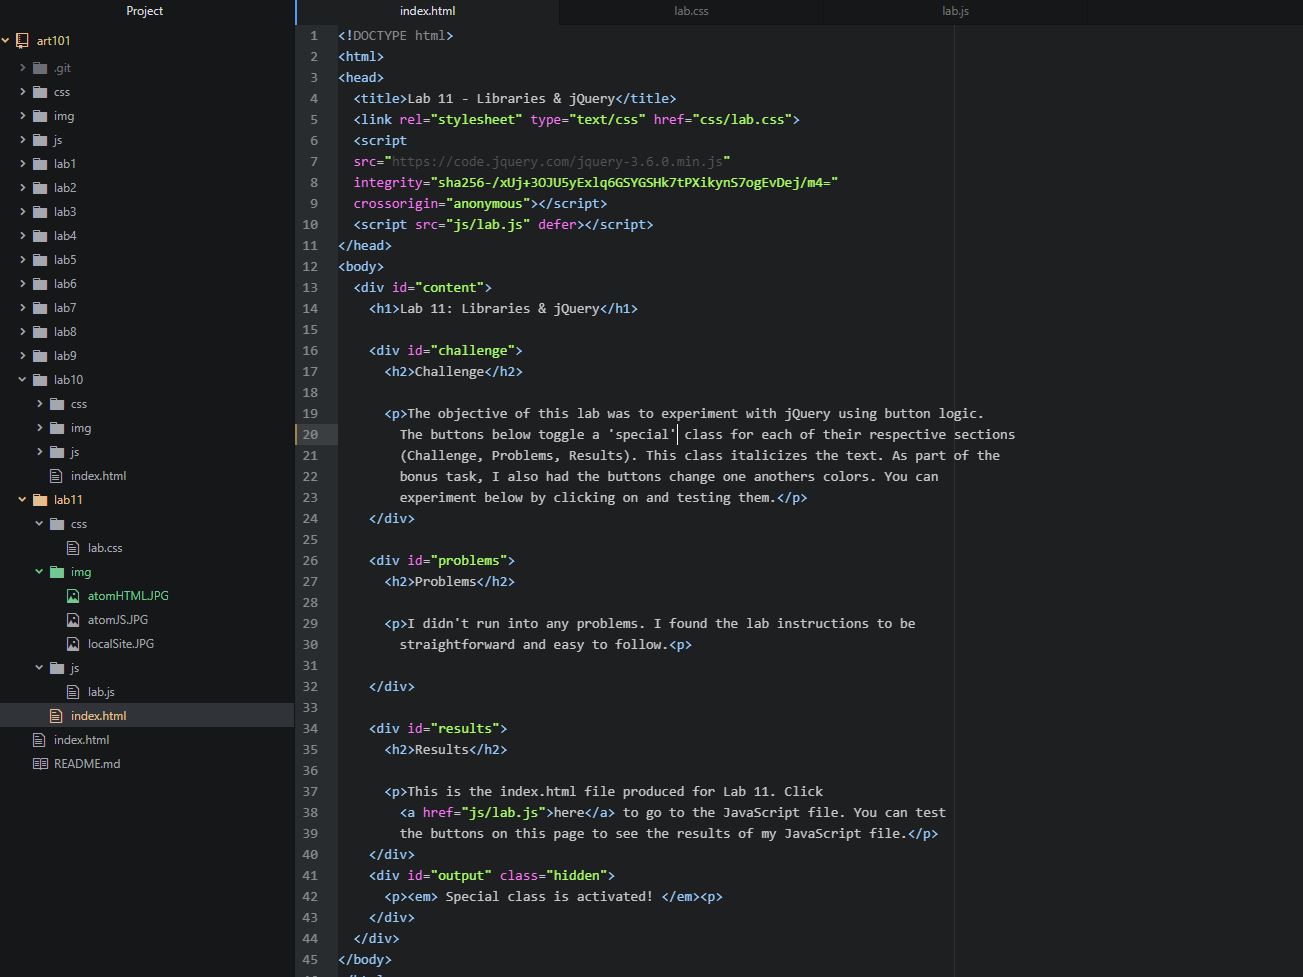 Project
art101
.git
css
img
js
lab1
lab2
lab3
lab4
lab5
lab6
lab7
lab8
lab9
lab10
css
img
js
index.html
lab11
css
lab.css
img
atomHTML.JPG
atomJS.JPG
localSite.JPG
js
lab.js
index.html
index.html
README.md
index.html
lab.css
lab.js
1 <!DOCTYPE html>
2 <html>
3 <head>
4 <title>Lab 11 - Libraries & jQuery</title>
5 <link rel="stylesheet" type="text/css" href="css/lab.css">
6 <script
7 src="https://code.jquery.com/jquery-3.6.0.min.js"
8 integrity="sha256-/xUj+3OJU5yExlq6GSYGSHk7tPXikynS7ogEvDej/m4="
9 crossorigin="anonymous"></script>
10 <script src="js/lab.js" defer></script>
11 </head>
12 <body>
13 <div id="content">
14 <h1>Lab 11: Libraries & jQuery</h1>
15
16 <div id="challenge">
17 <h2>Challenge</h2>
18
19 <p>The objective of this lab was to experiment with jQuery using button logic.
20 The buttons below toggle a 'special' class for each of their respective sections
21 (Challenge, Problems, Results). This class italicizes the text. As part of the
22 bonus task, I also had the buttons change one anothers colors. You can
23 experiment below by clicking on and testing them.</p>
24 </div>
25
26 <div id="problems">
27 <h2>Problems</h2>
28
29 <p>I didn't run into any problems. I found the lab instructions to be
30 straightforward and easy to follow.<p>
31
32 </div>
33
34 <div id="results">
35 <h2>Results</h2>
36
37 <p>This is the index.html file produced for Lab 11. Click
38 <a href="js/lab.js">here</a> to go to the JavaScript file. You can test
39 the buttons on this page to see the results of my JavaScript file.</p>
40 </div>
41 <div id="output" class="hidden">
42 <p><em> Special class is activated! </em><p>
43 </div>
44 </div>
45 </body>